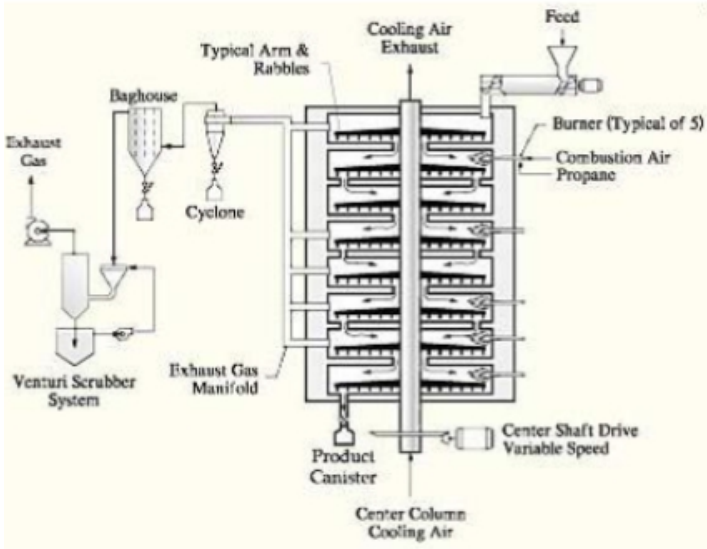 Feed
Cooling Air
Exhaust
Typical Arm &
Rabbles
Baghouse
Burner (Typical of 5)
Exhaust
Gas
Combustion Air
Propane
Cyclone
Exhaust Gas
Manifold
Venturi Scrubber
System
Product
Canister
Center Shaft Drive
Variable Speed
Center Column
Cooling Air